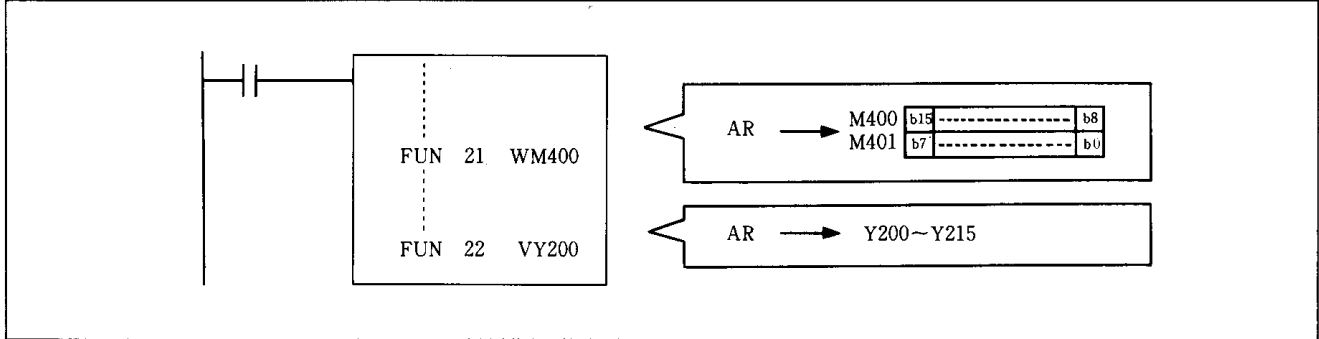 FUN 21 WM400
FUN 22 VY200
AR → M400 b15 b8
M401 b7 b0
AR → Y200~Y215